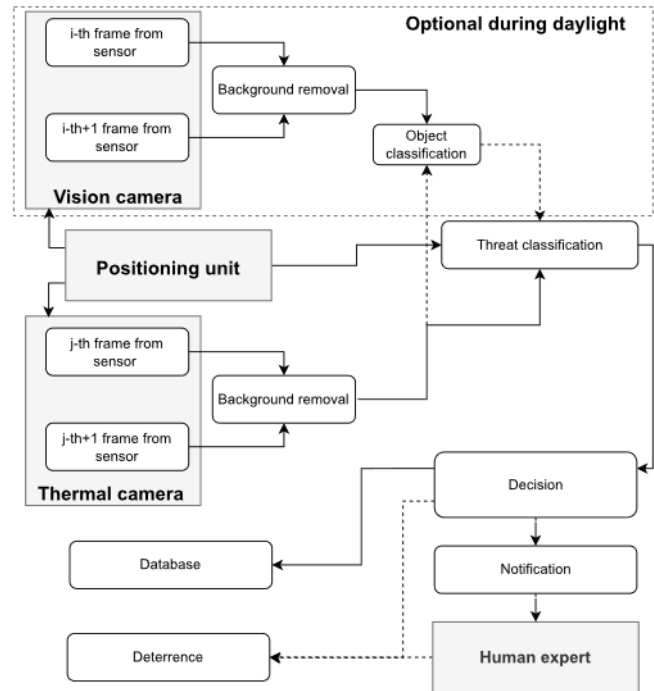 Optional during daylight
i-th frame from
sensor
Background removal
i-th+1 frame from
sensor
Object
classification
Vision camera
Threat classification
Positioning unit
j-th frame from
sensor
Background removal
j-th+1 frame from
sensor
Thermal camera
Decision
Database
Notification
Deterrence
Human expert